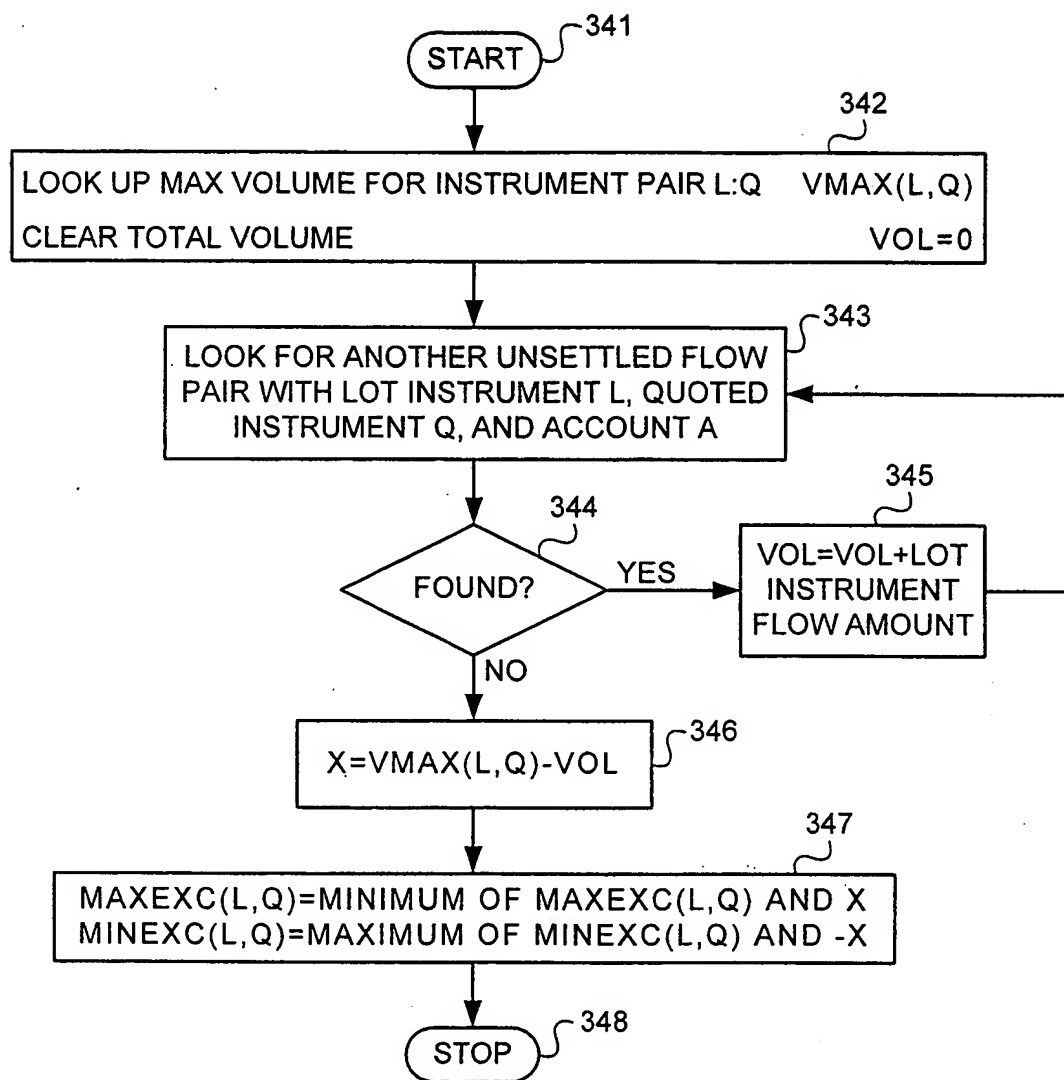 341
START
342
LOOK UP MAX VOLUME FOR INSTRUMENT PAIR L:Q VMAX(L,Q)
CLEAR TOTAL VOLUME VOL=0
343
LOOK FOR ANOTHER UNSETTLED FLOW
PAIR WITH LOT INSTRUMENT L, QUOTED
INSTRUMENT Q, AND ACCOUNT A
344
FOUND?
YES
345
VOL=VOL+LOT
INSTRUMENT
FLOW AMOUNT
NO
346
X=VMAX(L,Q)-VOL
347
MAXEXC(L,Q)=MINIMUM OF MAXEXC(L,Q) AND X
MINEXC(L,Q)=MAXIMUM OF MINEXC(L,Q) AND -X
348
STOP